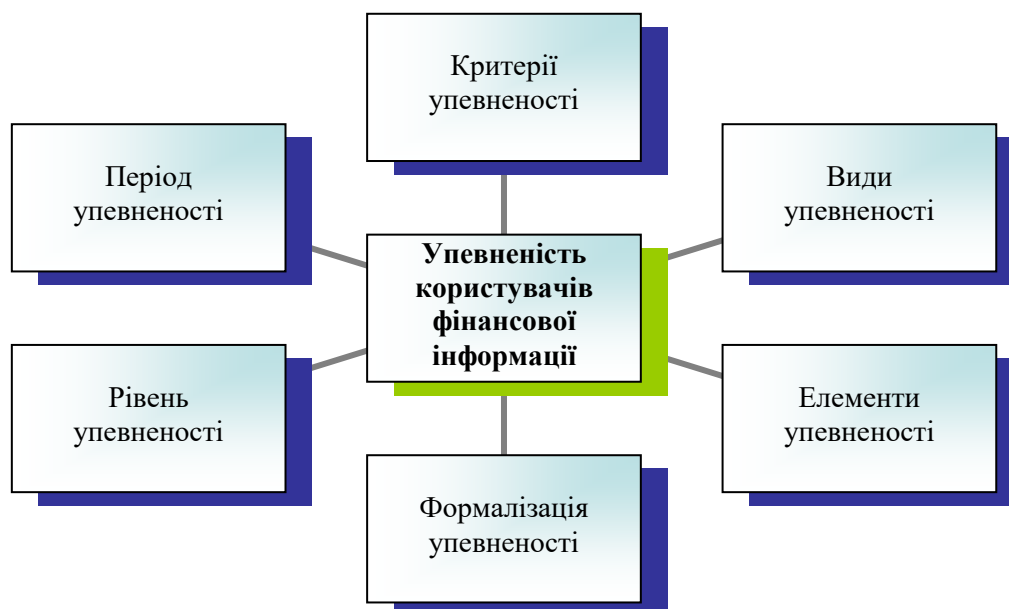 Критерії
упевненості
Період
упевненості
Види
упевненості
Упевненість
користувачів
фінансової
інформації
Рівень
упевненості
Елементи
упевненості
Формалізація
упевненості